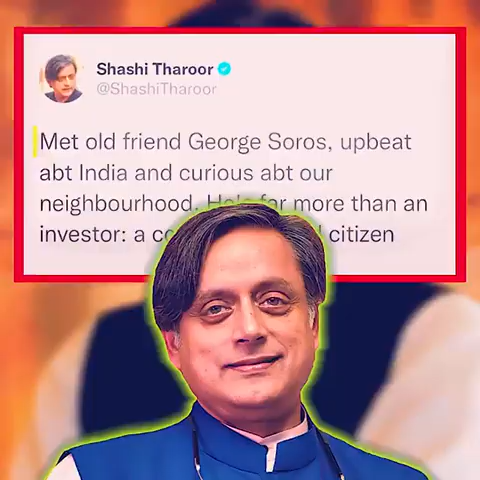 Shashi Tharoor
@ShashiTharoor
Met old friend George Soros, upbeat
abt India and curious abt our
neighbourhood. far more than an
investor: a citizen